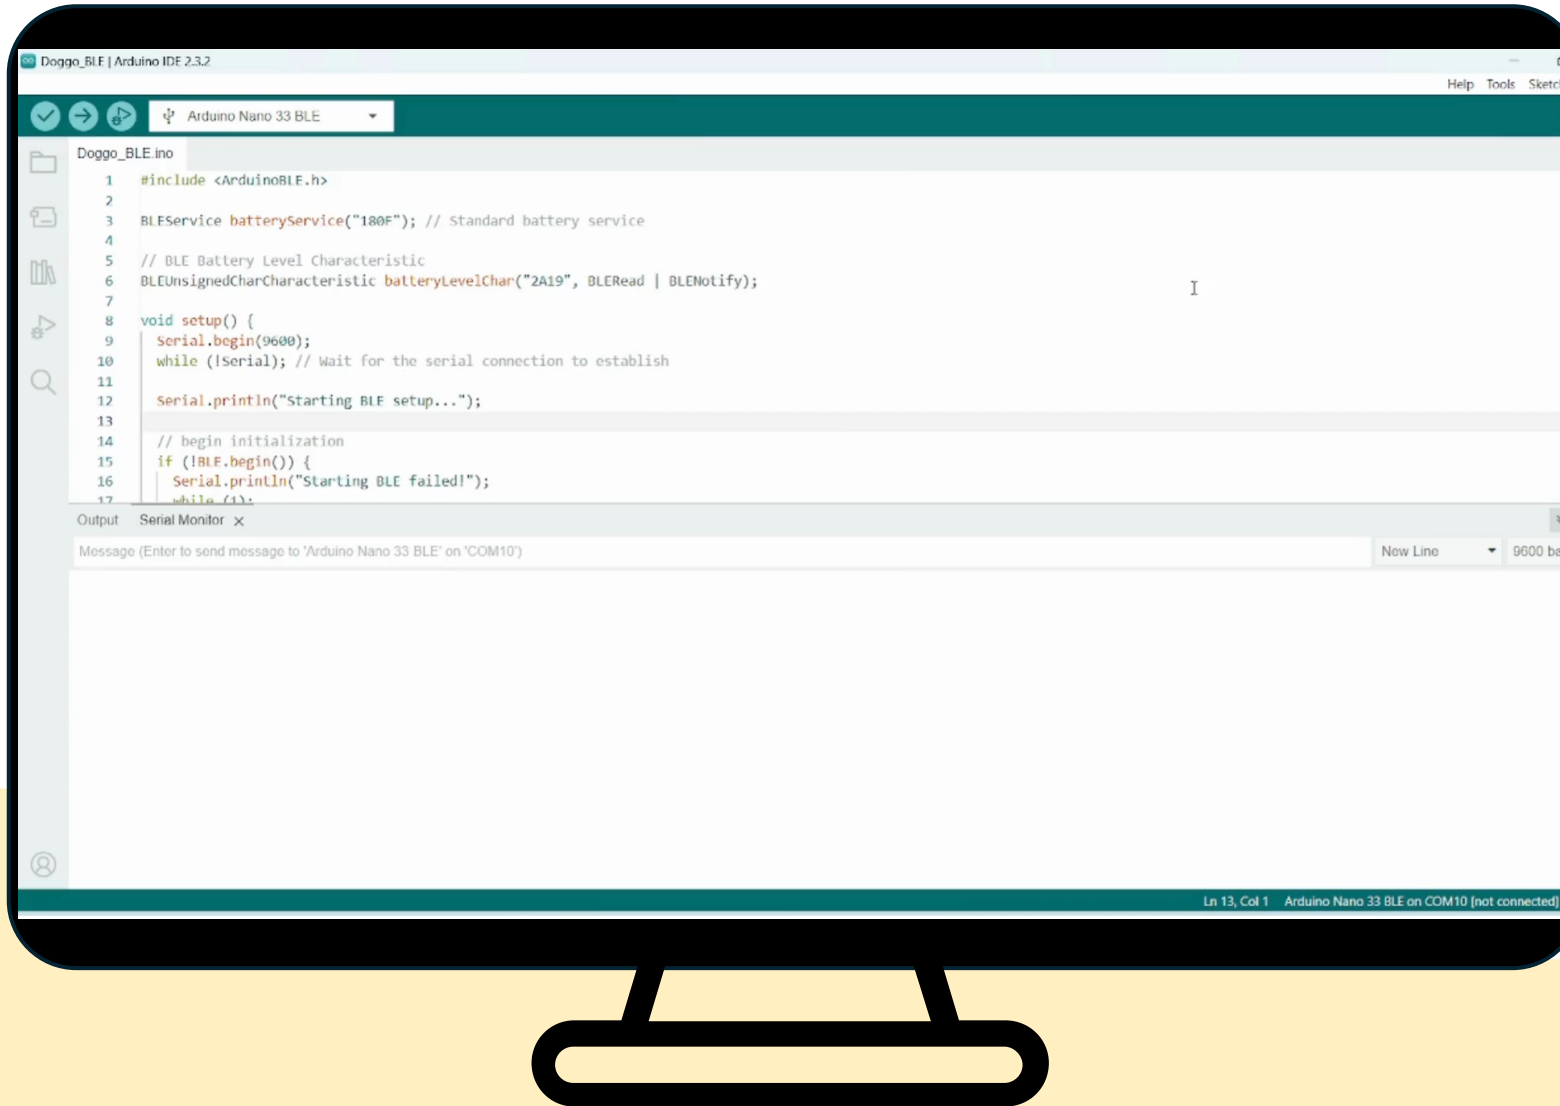 Doggo_BLE | Arduino IDE 2.3.2
Help Tools
Arduino Nano 33 BLE
Doggo_BLE.ino
1 #include <ArduinoBLE.h>
2
3 BLEService batteryService("180F"); // Standard battery service
4
5 // BLE Battery Level Characteristic
6 BLEUnsignedCharCharacteristic batteryLevelChar("2A19", BLERead | BLENotify);
7
8 void setup() {
9 Serial.begin(9600);
10 while (!Serial); // Wait for the serial connection to establish
11
12 Serial.println("Starting BLE setup...");
13
14 // begin initialization
15 if (!BLE.begin()) {
16 Serial.println("Starting BLE failed!");
17 while (1);
Output Serial Monitor
Message (Enter to send message to 'Arduino Nano 33 BLE' on 'COM10')
New Line 9600
Ln 13, Col 1 Arduino Nano 33 BLE on COM10 [not connected]